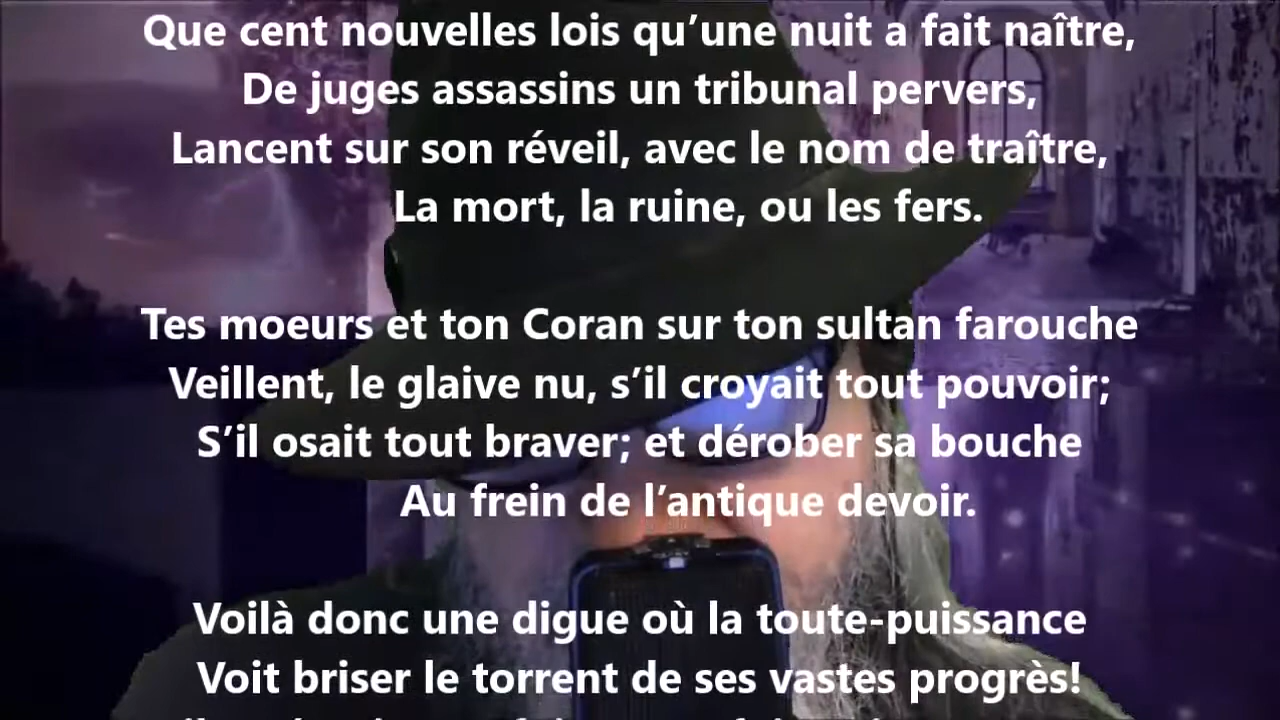 Que cent nouvelles lois qu’une nuit a fait naître,
De juges assassins un tribunal pervers,
Lancent sur son réveil, avec le nom de traître,
La mort, la ruine, ou les fers.
Tes moeurs et ton Coran sur ton sultan farouche
Veillent, le glaive nu, s’il croyait tout pouvoir;
S’il osait tout braver; et dérober sa bouche
Au frein de l’antique devoir.
Voilà donc une digue où la toute-puissance
Voit briser le torrent de ses vastes progrès!